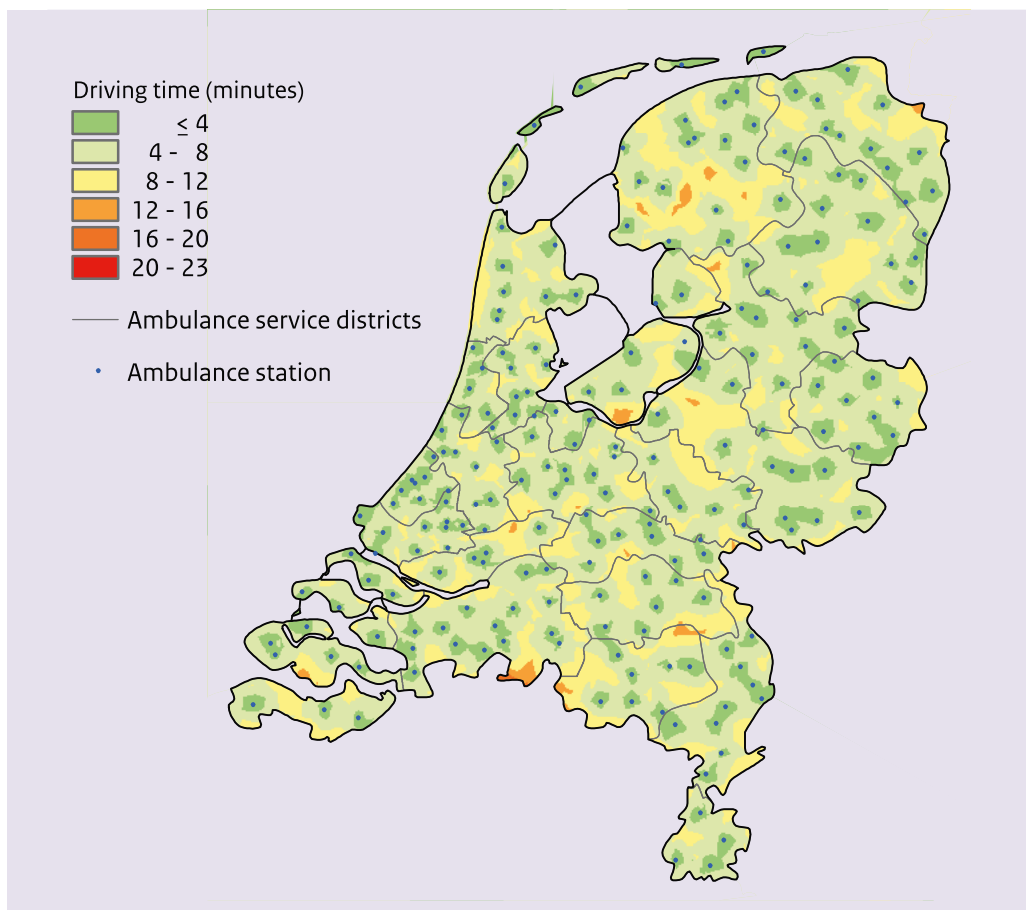 Driving time (minutes)
≤ 4
4 - 8
8 - 12
12 - 16
16 - 20
20 - 23
Ambulance service districts
Ambulance station